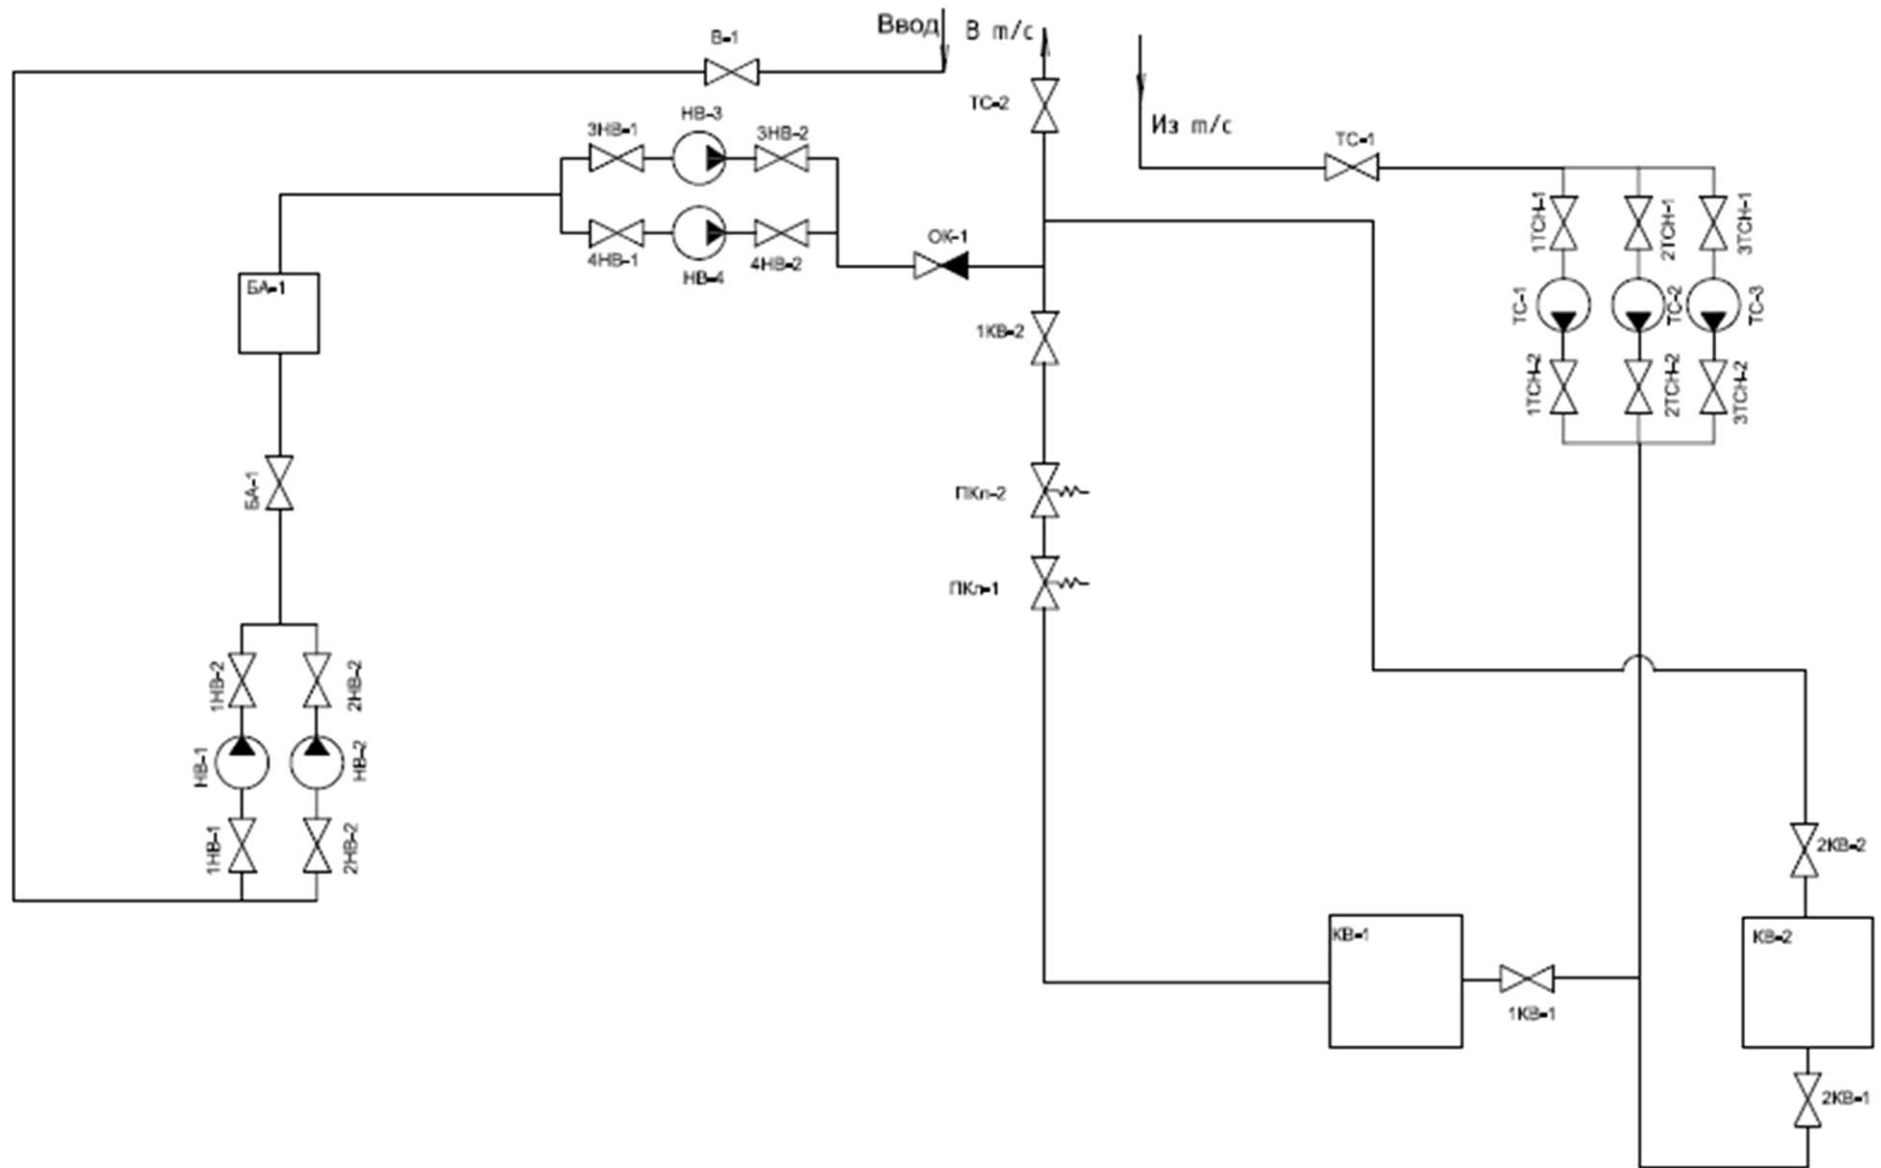 Ввод
В т/с
В-1
ТС-2
НВ-3
3НВ-1
3НВ-2
Из т/с
ТС-1
1ТСН-1
2ТСН-1
3ТСН-1
4НВ-1
НВ-4
4НВ-2
ОК-1
БА-1
ТС-1
ТС-2
ТС-3
1КВ-2
1ТСН-2
2ТСН-2
3ТСН-2
БА-1
ПКл-2
ПКл-1
1НВ-2
2НВ-2
НВ-1
НВ-2
1НВ-1
2НВ-2
2КВ-2
КВ-1
КВ-2
1КВ-1
2КВ-1